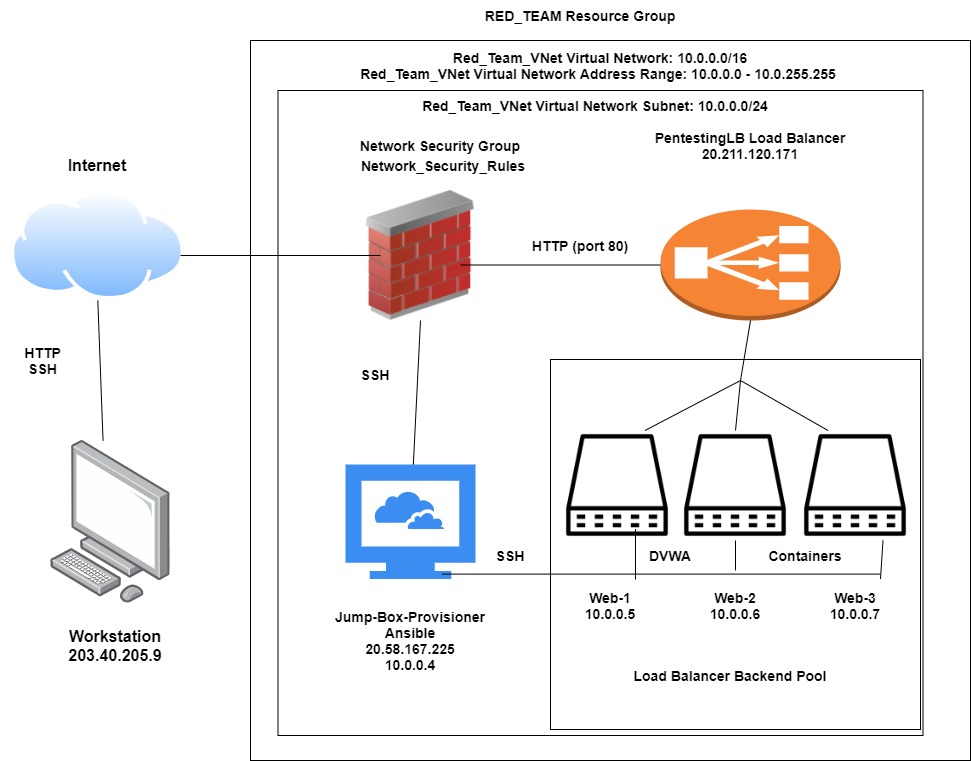 RED_TEAM Resource Group
Red_Team_VNet Virtual Network: 10.0.0.0/16
Red_Team_VNet Virtual Network Address Range: 10.0.0.0 - 10.0.255.255
Red_Team_VNet Virtual Network Subnet: 10.0.0.0/24
Network Security Group
Network_Security_Rules
PentestingLB Load Balancer
20.211.120.171
Internet
HTTP (port 80)
HTTP
SSH
SSH
SSH
DVWA
Containers
Workstation
203.40.205.9
Jump-Box-Provisioner
Ansible
20.58.167.225
10.0.0.4
Web-1
10.0.0.5
Web-2
10.0.0.6
Web-3
10.0.0.7
Load Balancer Backend Pool